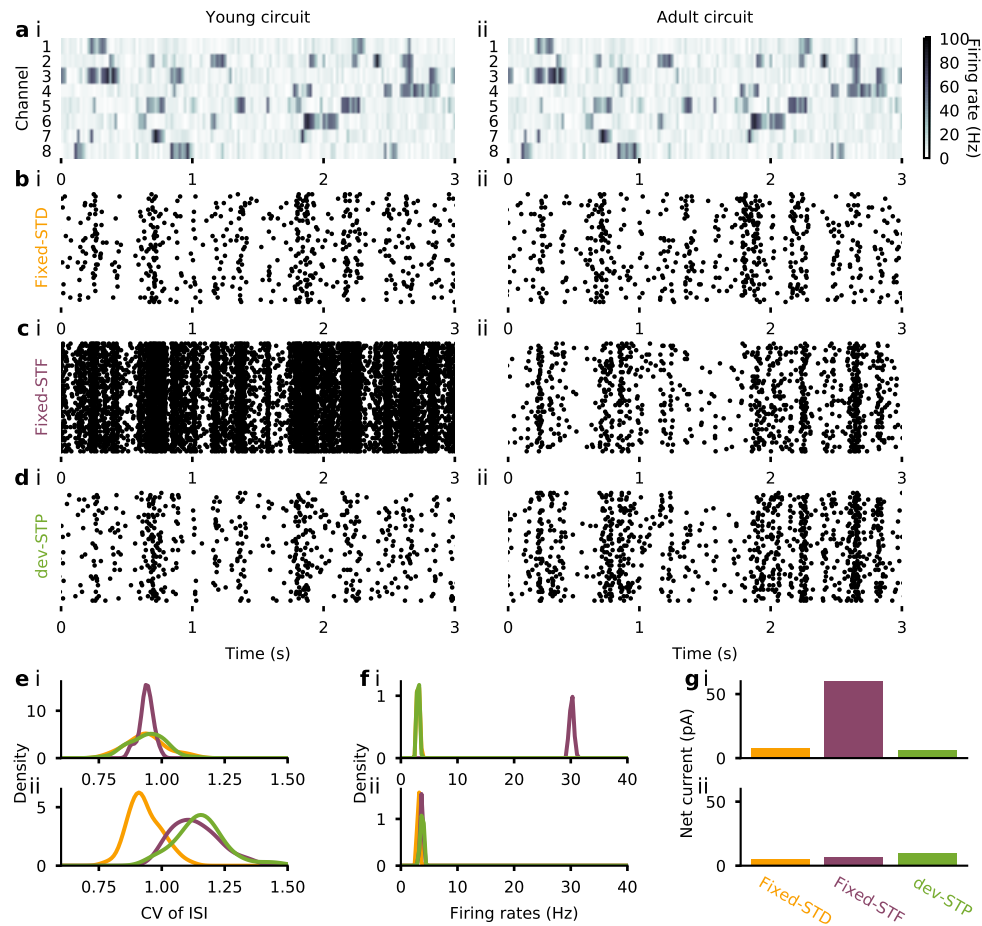 Young circuit
Adult circuit
a i
ii
Channel
1
2
3
4
5
6
7
8
1
2
3
4
5
6
7
8
100
80
60
40
20
0
Firing rate (Hz)
0 1 2 3
0 1 2 3
b i
ii
Fixed-STD
0 1 2 3
0 1 2 3
c i
ii
Fixed-STF
0 1 2 3
0 1 2 3
d i
ii
dev-STP
0 1 2 3
0 1 2 3
Time (s)
Time (s)
e i
10
0
0.75 1.00 1.25 1.50
Density
ii
5
0
0.75 1.00 1.25 1.50
CV of ISI
f i
1
0
0 10 20 30 40
Density
ii
1
0
0 10 20 30 40
Firing rates (Hz)
g i
50
0
Net current (pA)
ii
50
0
Fixed-STD
Fixed-STF
dev-STP